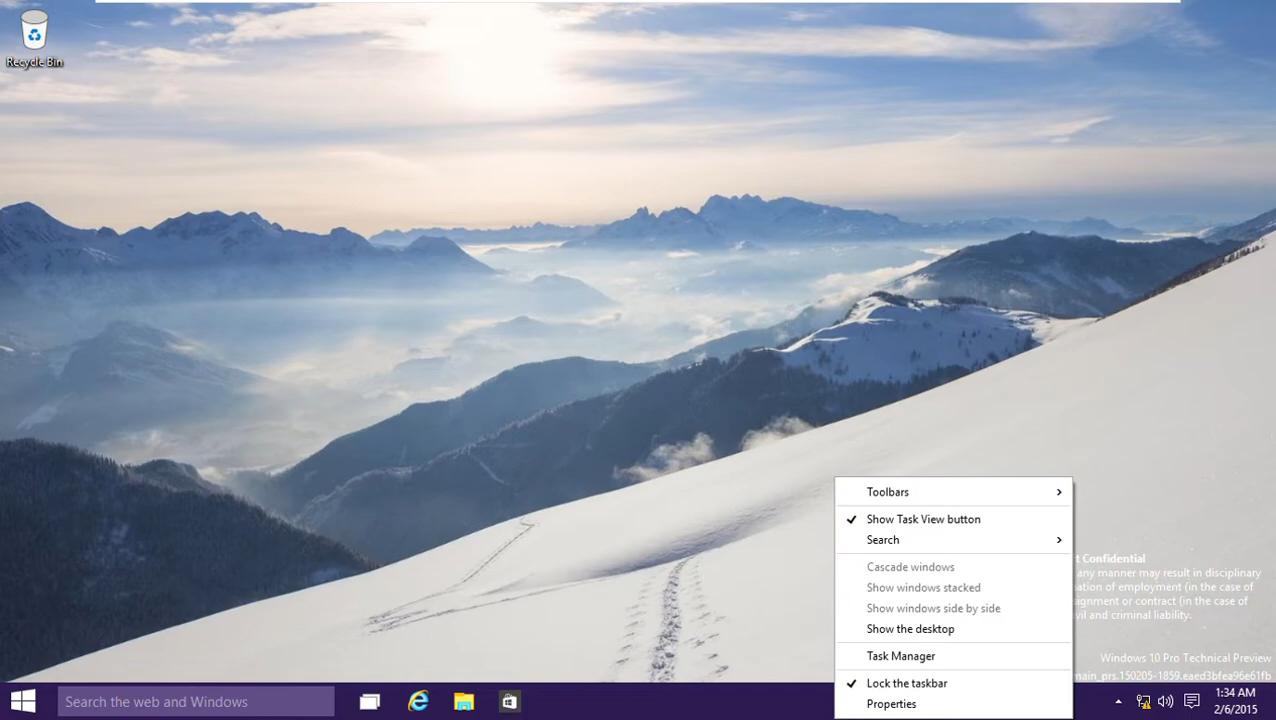 Recycle Bin
Toolbars
Show Task View button
Search
Cascade windows
Show windows stacked
Show windows side by side
Show the desktop
Task Manager
Lock the taskbar
Properties
t Confidential
any manner may result in disciplinary
ation of employment (in the case of
ignment or contract (in the case of
vil and criminal liability.
Windows 10 Pro Technical Preview
main_prs.150205-1859.eaed3bfea96e61fb
Search the web and Windows
1:34 AM
2/6/2015